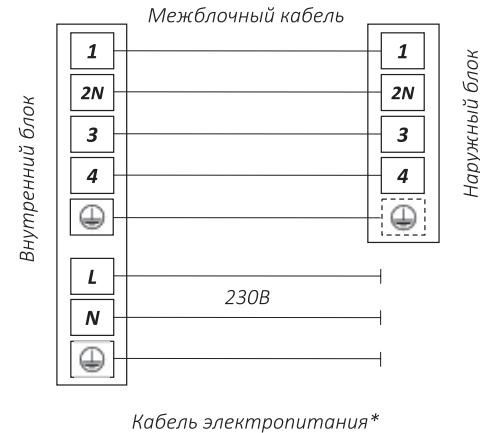 Межблочный кабель
Внутренний блок
1
2N
3
4
L
N
1
2N
3
4
Наружный блок
230В
Кабель электропитания*